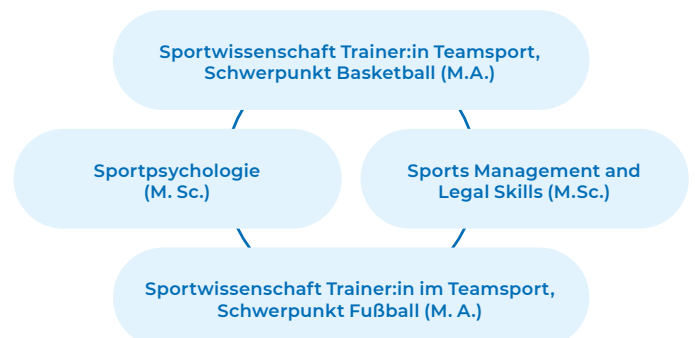 Sportwissenschaft Trainer:in Teamsport,
Schwerpunkt Basketball (M.A.)
Sportpsychologie
(M. Sc.)
Sports Management and
Legal Skills (M.Sc.)
Sportwissenschaft Trainer:in im Teamsport,
Schwerpunkt Fußball (M. A.)